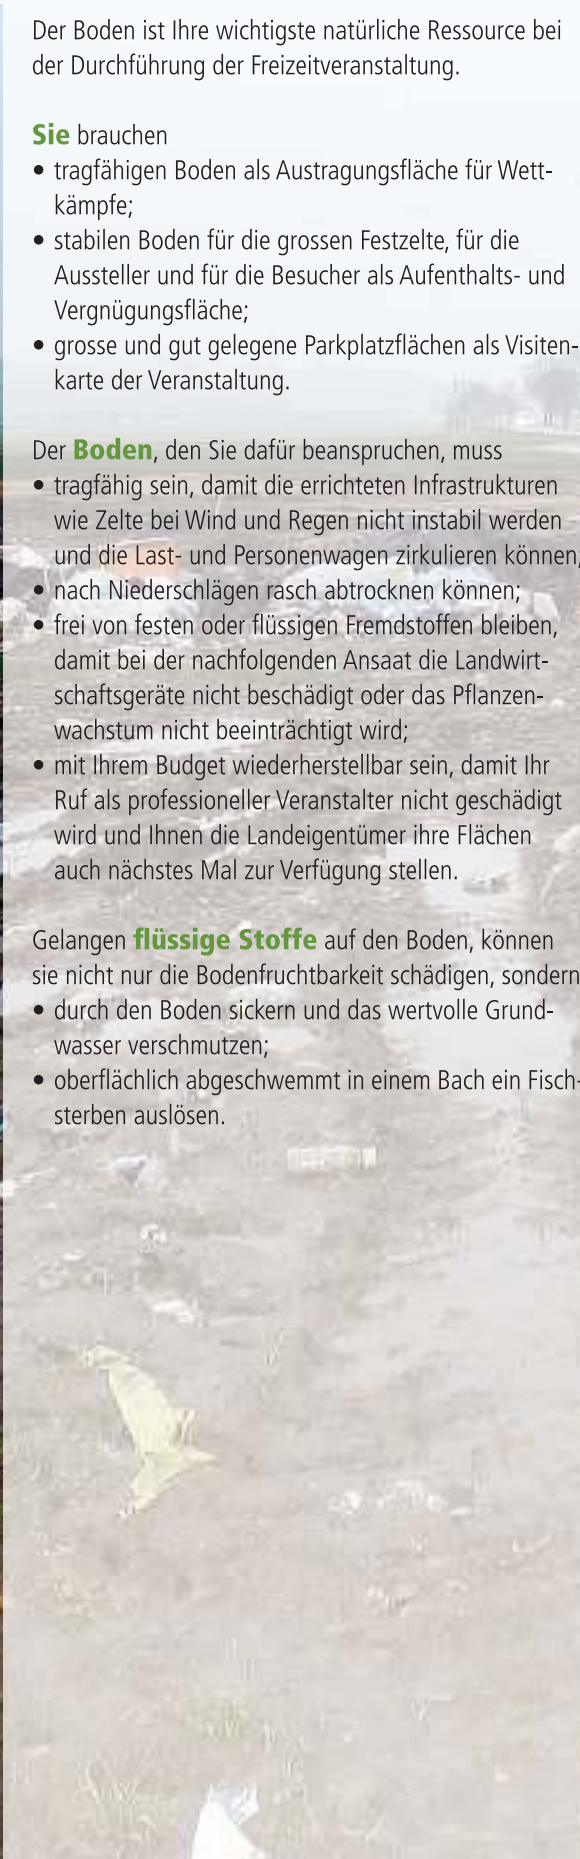 Der Boden ist Ihre wichtigste natürliche Ressource bei
der Durchführung der Freizeitveranstaltung.
Sie brauchen
• tragfähigen Boden als Austragungsfläche für Wett-
kämpfe;
• stabilen Boden für die grossen Festzelte, für die
Aussteller und für die Besucher als Aufenthalts- und
Vergnügungsfläche;
• grosse und gut gelegene Parkplatzflächen als Visiten-
karte der Veranstaltung.
Der Boden, den Sie dafür beanspruchen, muss
• tragfähig sein, damit die errichteten Infrastrukturen
wie Zelte bei Wind und Regen nicht instabil werden
und die Last- und Personenwagen zirkulieren können;
• nach Niederschlägen rasch abtrocknen können;
• frei von festen oder flüssigen Fremdstoffen bleiben,
damit bei der nachfolgenden Ansaat die Landwirt-
schaftsgeräte nicht beschädigt oder das Pflanzen-
wachstum nicht beeinträchtigt wird;
• mit Ihrem Budget wiederherstellbar sein, damit Ihr
Ruf als professioneller Veranstalter nicht geschädigt
wird und Ihnen die Landeigentümer ihre Flächen
auch nächstes Mal zur Verfügung stellen.
Gelangen flüssige Stoffe auf den Boden, können
sie nicht nur die Bodenfruchtbarkeit schädigen, sondern
• durch den Boden sickern und das wertvolle Grund-
wasser verschmutzen;
• oberflächlich abgeschwemmt in einem Bach ein Fisch-
sterben auslösen.